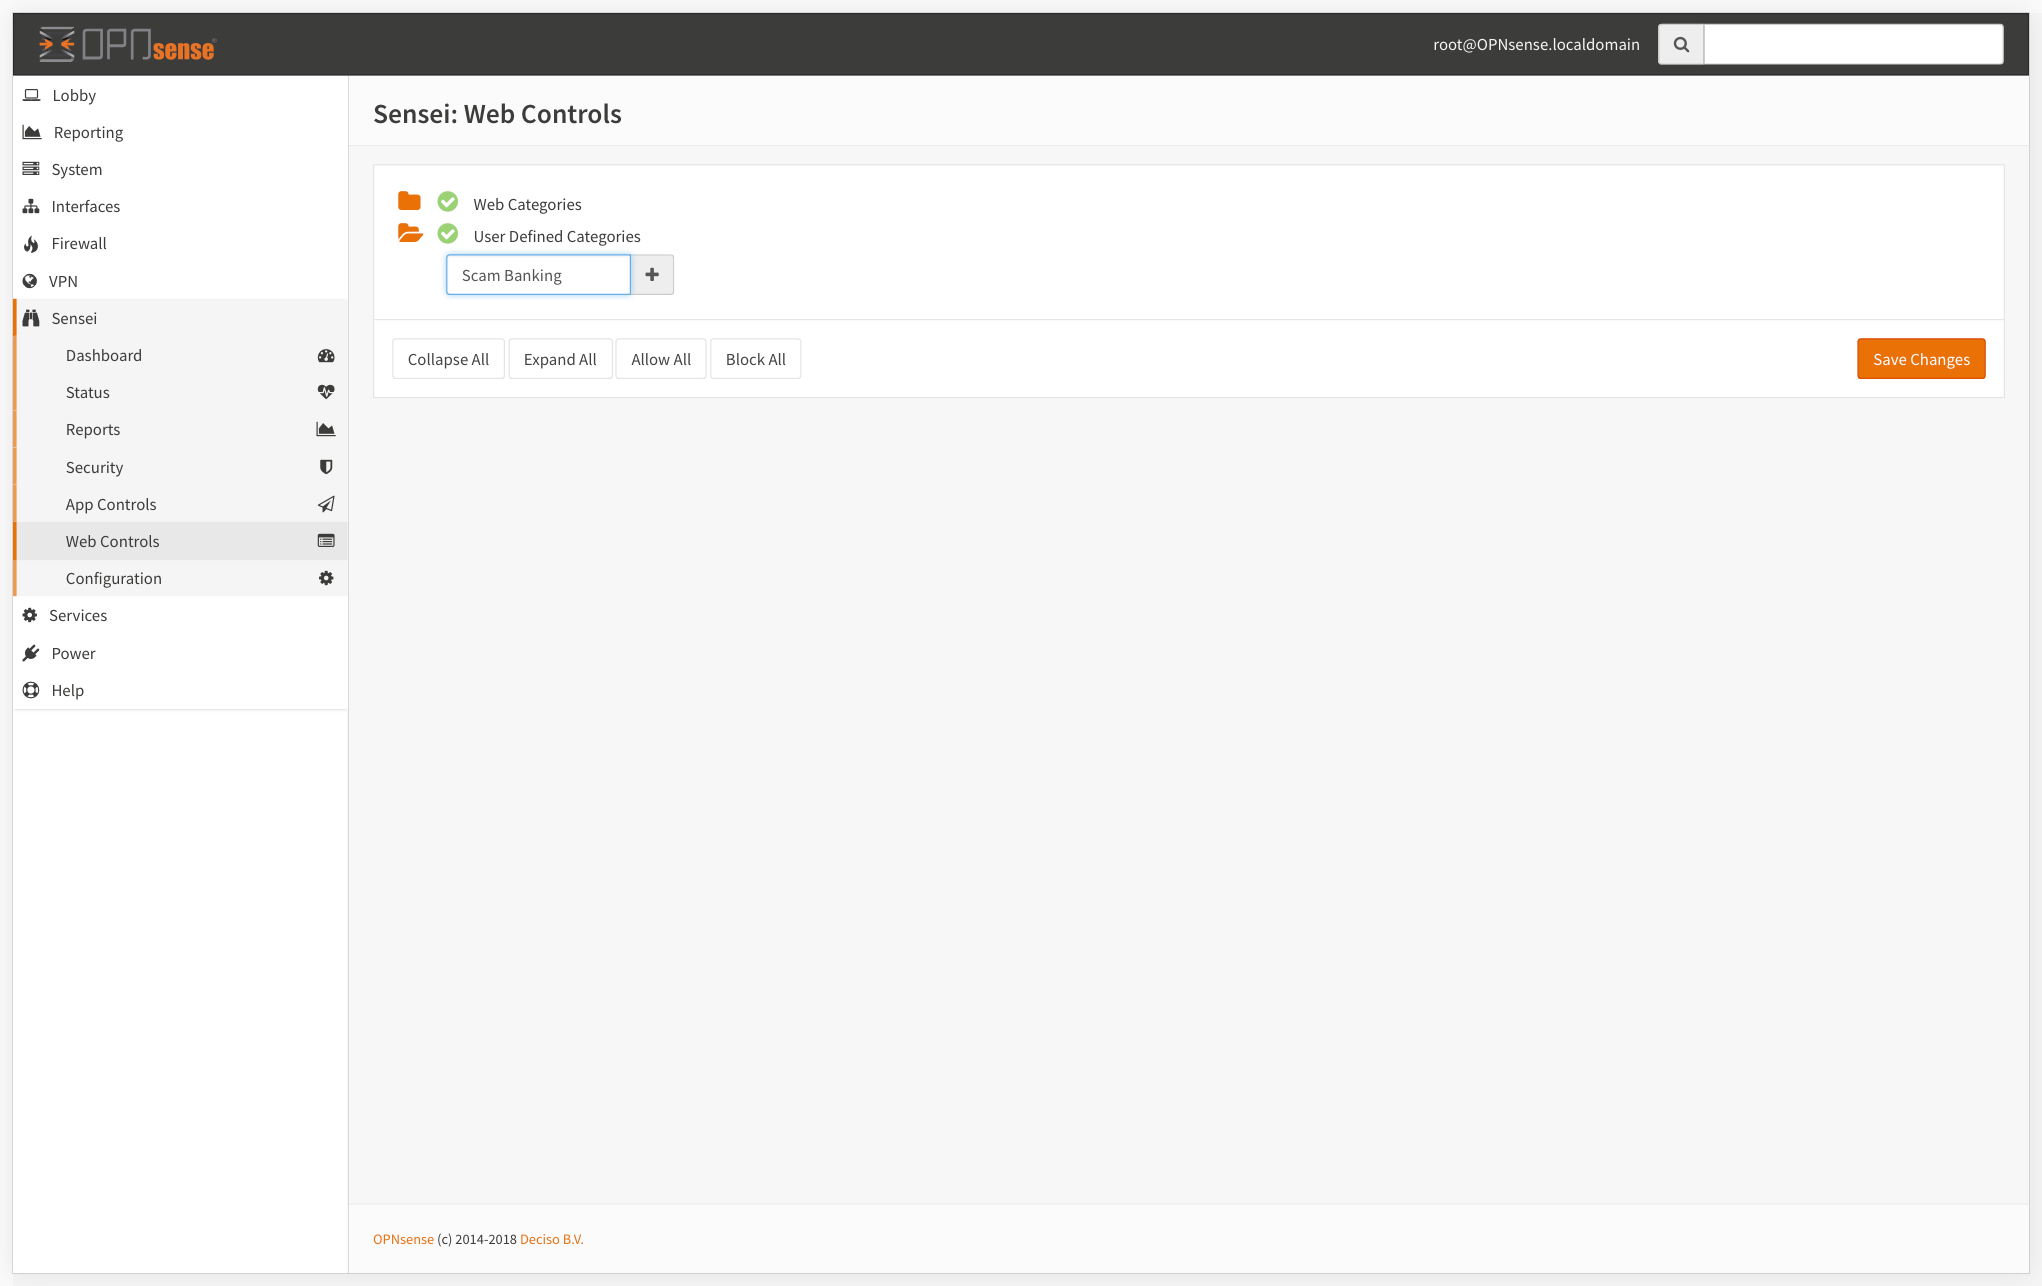 OPNsense
root@OPNsense.localdomain
Lobby
Reporting
System
Interfaces
Firewall
VPN
Sensei
Dashboard
Status
Reports
Security
App Controls
Web Controls
Configuration
Services
Power
Help
Sensei: Web Controls
Web Categories
User Defined Categories
Scam Banking
Collapse All Expand All Allow All Block All Save Changes
OPNsense (c) 2014-2018 Deciso B.V.